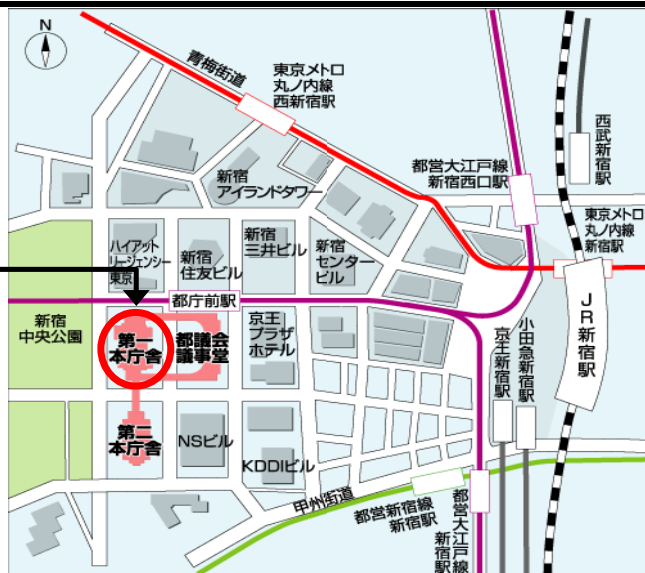 N
青梅街道
東京メトロ
丸ノ内線
西新宿駅
西武新宿駅
都営大江戸線
新宿西口駅
新宿
アイランドタワー
東京メトロ
丸ノ内線
新宿駅
ハイアット
リージェンシー
東京
新宿
住友ビル
新宿
三井ビル
新宿
センター
ビル
都庁前駅
JR新宿駅
新宿
中央公園
第一
本庁舎
都議会
議事堂
京王
プラザ
ホテル
京王新宿駅
小田急新宿駅
第二
本庁舎
NSビル
KDDIビル
甲州街道
都営新宿線
新宿駅
都営大江戸線
新宿駅